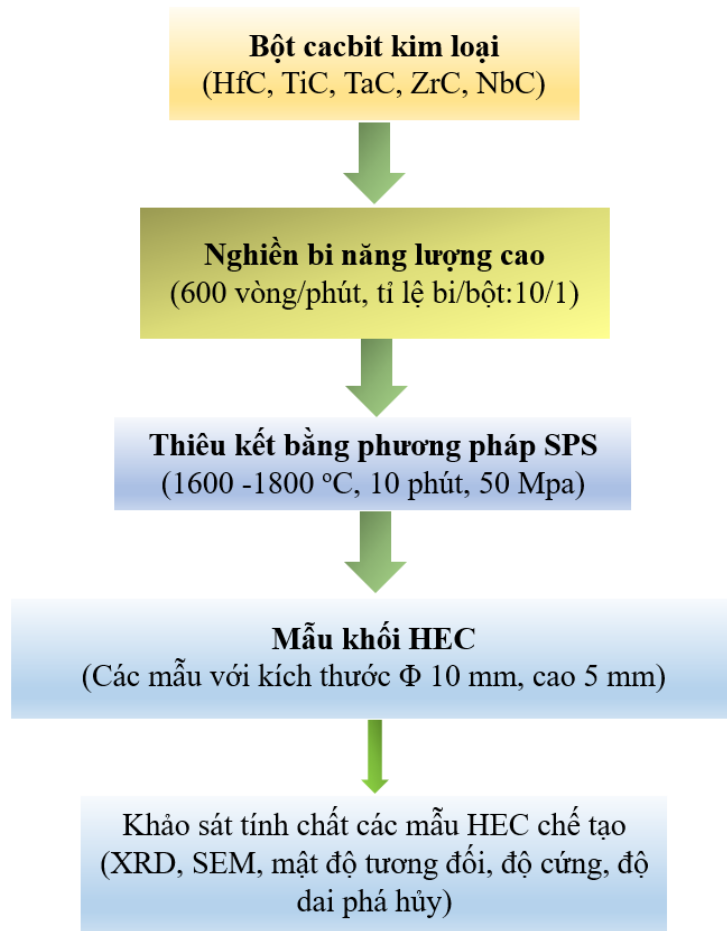 Bột cacbit kim loại
(HfC, TiC, TaC, ZrC, NbC)
Nghiền bi năng lượng cao
(600 vòng/phút, tỉ lệ bi/bột:10/1)
Thiêu kết bằng phương pháp SPS
(1600 -1800 °C, 10 phút, 50 Mpa)
Mẫu khối HEC
(Các mẫu với kích thước Φ 10 mm, cao 5 mm)
Khảo sát tính chất các mẫu HEC chế tạo
(XRD, SEM, mật độ tương đối, độ cứng, độ
dai phá hủy)